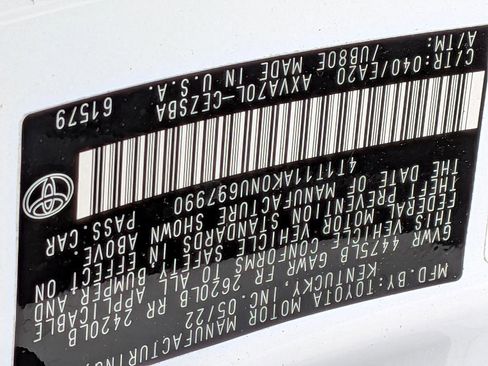 MFD.BY:TOYOTA MOTOR MANUFACTURING,
KENTUCKY, INC. 05/22
GVWR 4475LB GAWR FR 2620LB RR 2420LB
THIS VEHICLE CONFORMS TO ALL APPLICABLE
FEDERAL MOTOR VEHICLE SAFETY, BUMPER, AND
THEFT PREVENTION STANDARDS IN EFFECT ON
THE DATE OF MANUFACTURE SHOWN ABOVE.
4T1T11AK0NU697990 PASS.CAR
C/TR:040/EA20 AXVA70L-CEZSBA 61579
A/TM: /UB80E MADE IN U.S.A.